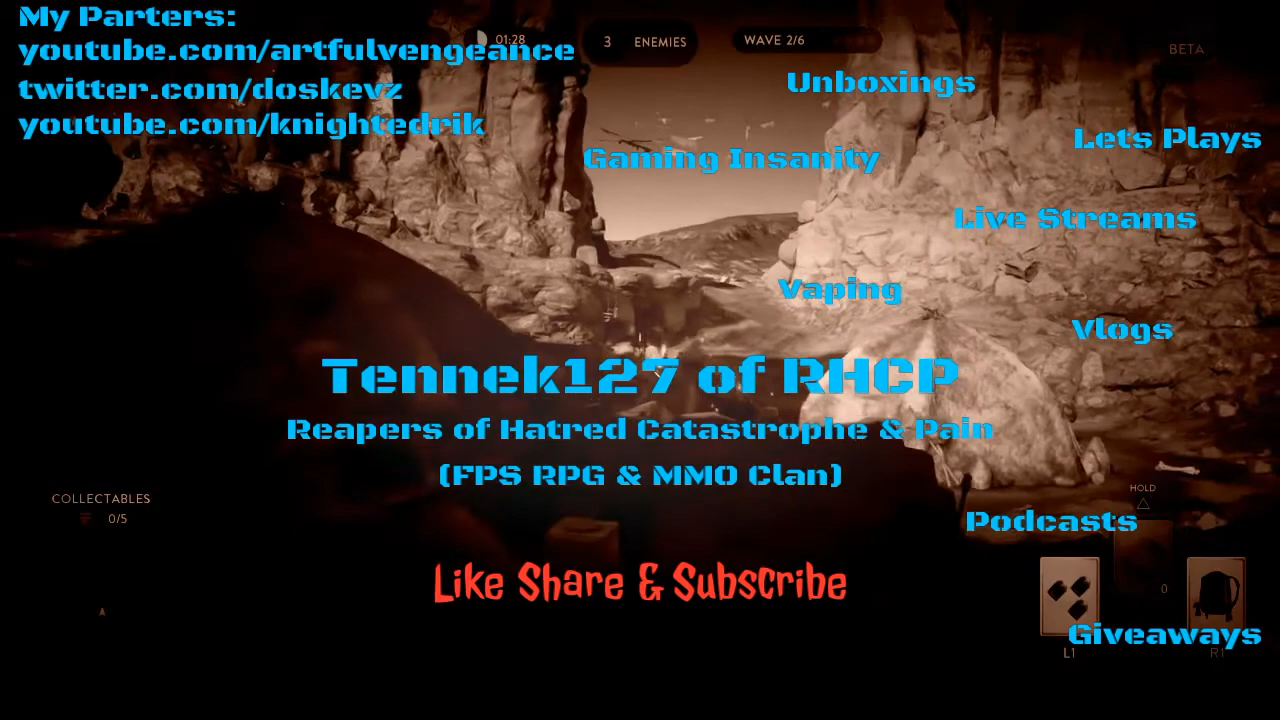 My Parters:
youtube.com/artfulvengeance
twitter.com/doskevz
youtube.com/knightedrik
01:28
3 ENEMIES
WAVE 2/6
BETA
Unboxings
Lets Plays
Gaming Insanity
Live Streams
Vaping
Vlogs
Tennek127 of RHCP
Reapers of Hatred Catastrophe & Pain
(FPS RPG & MMO Clan)
COLLECTABLES
0/5
HOLD
Podcasts
Like Share & Subscribe
0
Giveaways
L1
R1